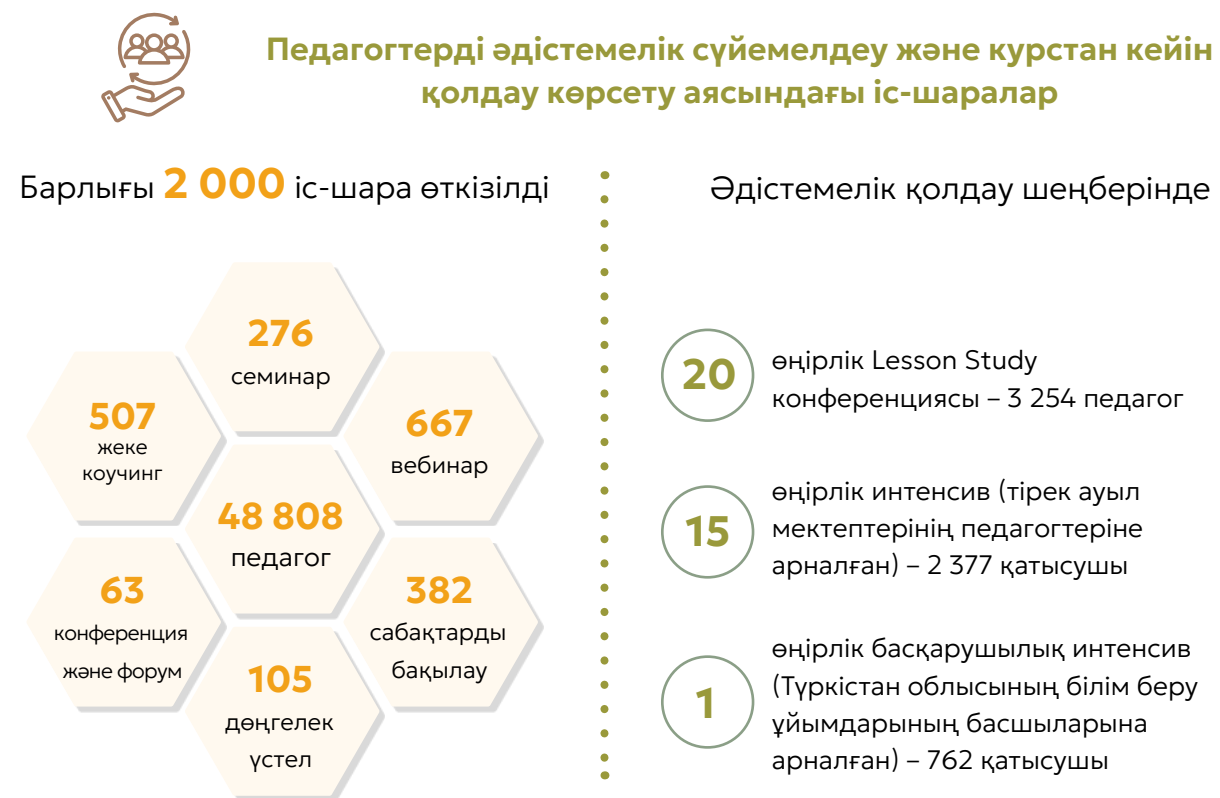 Педагогтерді әдістемелік сүйемелдеу және курстан кейін
қолдау көрсету аясындағы іс-шаралар
Барлығы 2 000 іс-шара өткізілді
276
семинар
507
жеке
коучинг
667
вебинар
48 808
педагог
63
конференция
және форум
382
сабақтарды
бақылау
105
дөңгелек
үстел
Әдістемелік қолдау шеңберінде
20
өңірлік Lesson Study
конференциясы – 3 254 педагог
15
өңірлік интенсив (тірек ауыл
мектептерінің педагогтеріне
арналған) – 2 377 қатысушы
1
өңірлік басқарушылық интенсив
(Түркістан облысының білім беру
ұйымдарының басшыларына
арналған) – 762 қатысушы